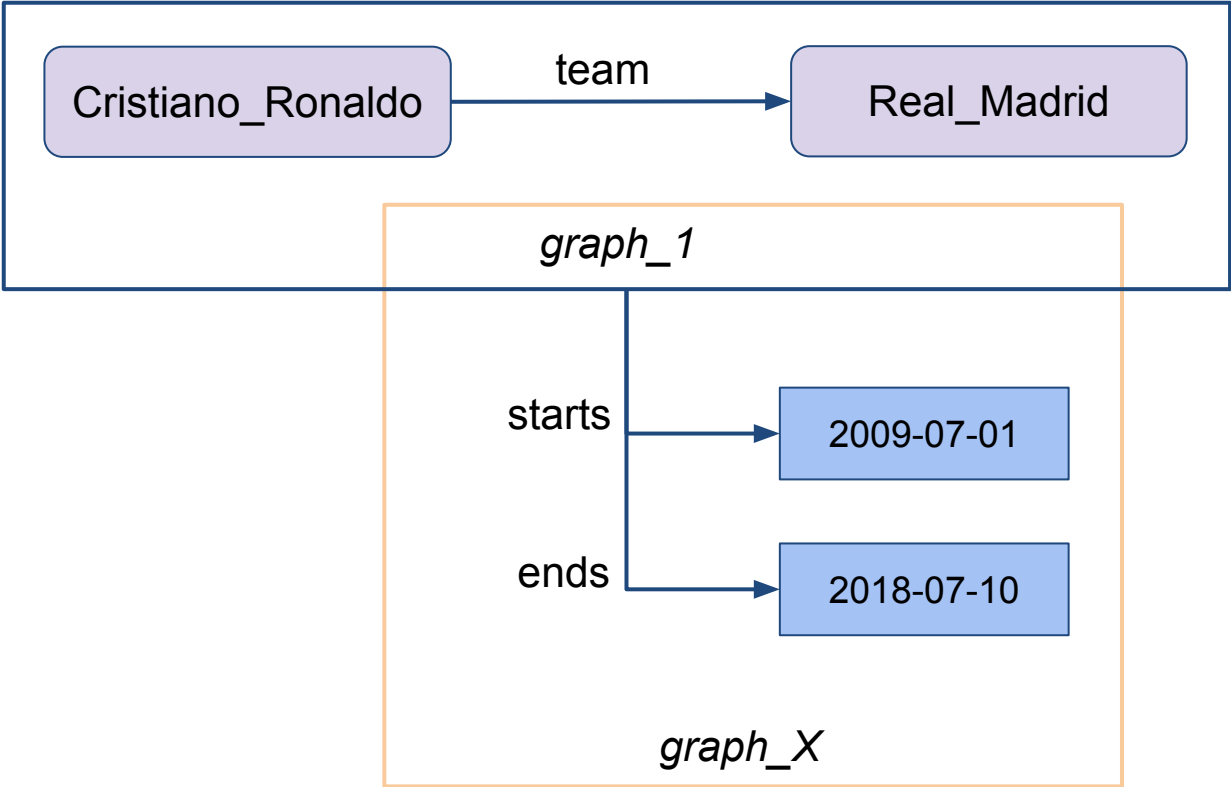 team
Cristiano_Ronaldo
Real_Madrid
graph_1
starts
2009-07-01
ends
2018-07-10
graph_X